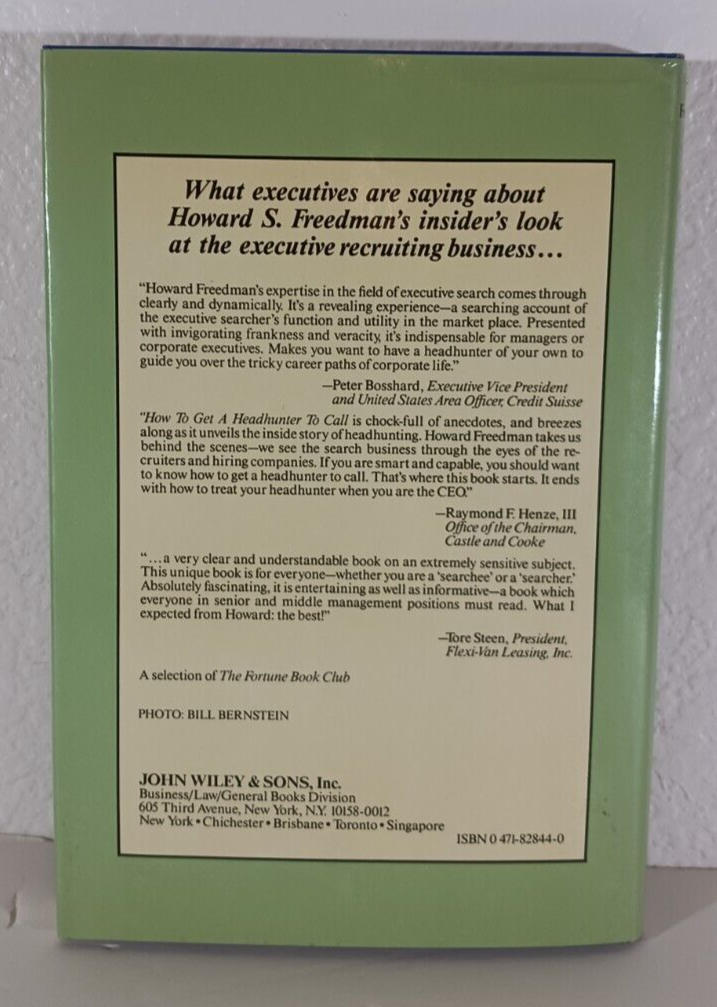 What executives are saying about
Howard S. Freedman's insider's look
at the executive recruiting business...
"Howard Freedman's expertise in the field of executive search comes through
clearly and dynamically. It's a revealing experience—a searching account of
the executive searcher's function and utility in the market place. Presented
with invigorating frankness and veracity, it's indispensable for managers or
corporate executives. Makes you want to have a headhunter of your own to
guide you over the tricky career paths of corporate life."
—Peter Bosshard, Executive Vice President
and United States Area Officer, Credit Suisse
"How To Get A Headhunter To Call is chock-full of anecdotes, and breezes
along as it unveils the inside story of headhunting. Howard Freedman takes us
behind the scenes—we see the search business through the eyes of the re-
cruiters and hiring companies. If you are smart and capable, you should want
to know how to get a headhunter to call. That's where this book starts. It ends
with how to treat your headhunter when you are the CEO."
—Raymond F. Henze, III
Office of the Chairman,
Castle and Cooke
"...a very clear and understandable book on an extremely sensitive subject.
This unique book is for everyone—whether you are a 'searchee' or a 'searcher.'
Absolutely fascinating, it is entertaining as well as informative—a book which
everyone in senior and middle management positions must read. What I
expected from Howard: the best!"
—Tore Steen, President,
Flexi-Van Leasing, Inc.
A selection of The Fortune Book Club
PHOTO: BILL BERNSTEIN
JOHN WILEY & SONS, Inc.
Business/Law/General Books Division
605 Third Avenue, New York, N.Y. 10158-0012
New York • Chichester • Brisbane • Toronto • Singapore
ISBN 0 471-82844-0